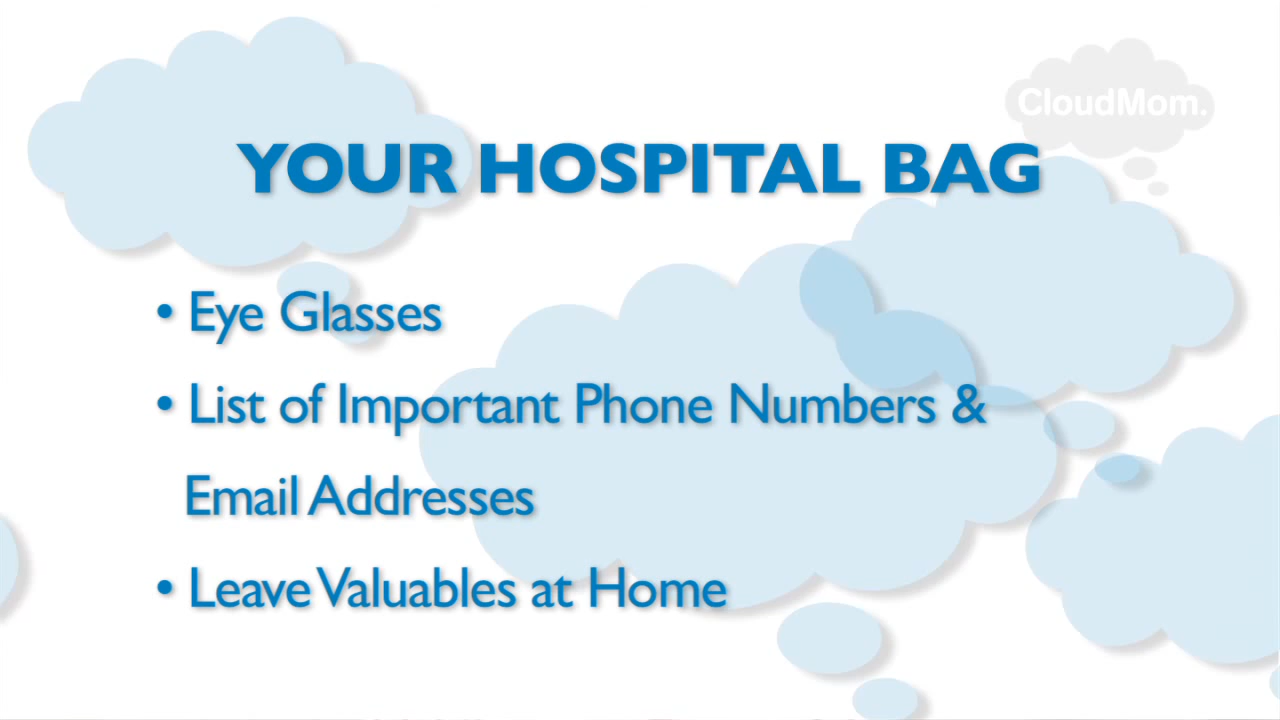 CloudMom.
YOUR HOSPITAL BAG
• Eye Glasses
• List of Important Phone Numbers &
Email Addresses
• Leave Valuables at Home